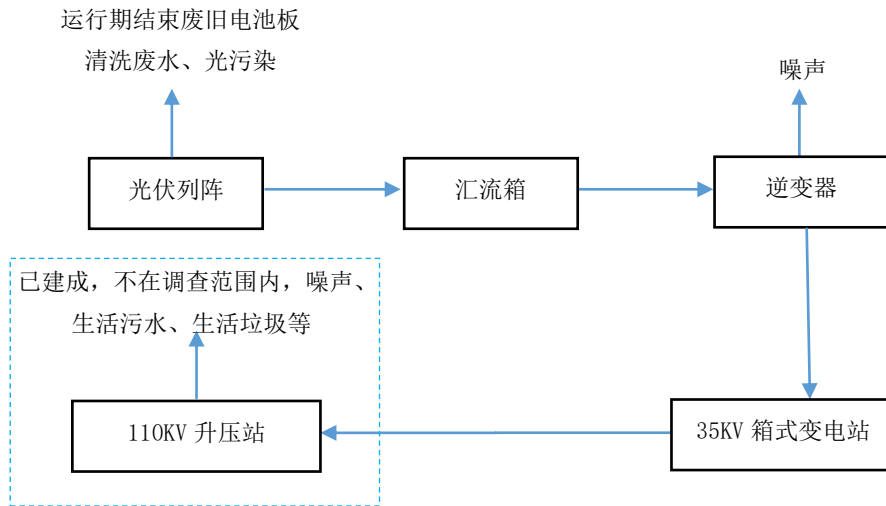 运行期结束废旧电池板
清洗废水、光污染
噪声
光伏列阵
汇流箱
逆变器
已建成，不在调查范围内，噪声、
生活污水、生活垃圾等
110KV 升压站
35KV 箱式变电站